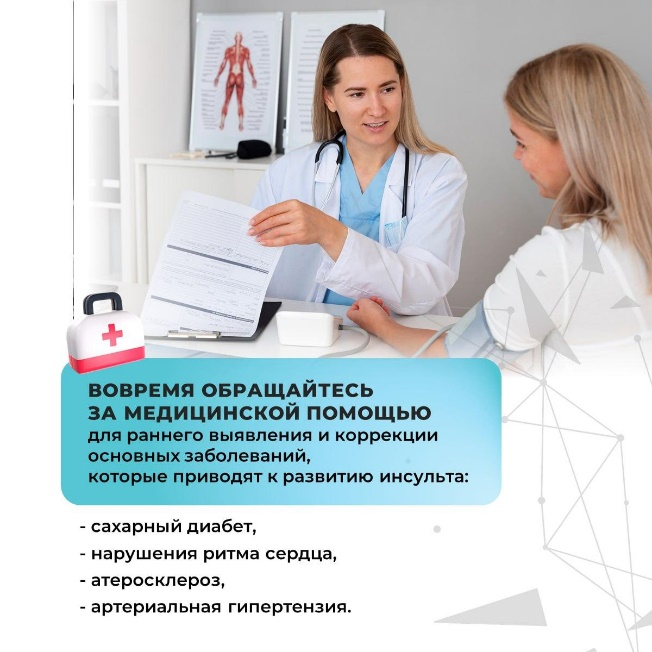 ВОВРЕМЯ ОБРАЩАЙТЕСЬ
ЗА МЕДИЦИНСКОЙ ПОМОЩЬЮ
для раннего выявления и коррекции
основных заболеваний,
которые приводят к развитию инсульта:
- сахарный диабет,
- нарушения ритма сердца,
- атеросклероз,
- артериальная гипертензия.